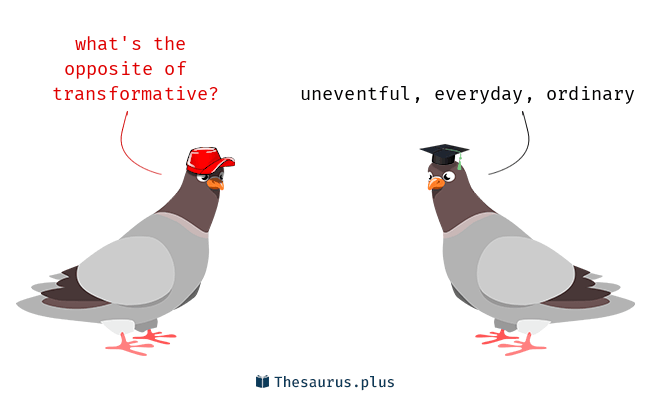 what's the
opposite of
transformative?
uneventful, everyday, ordinary
Thesaurus.plus